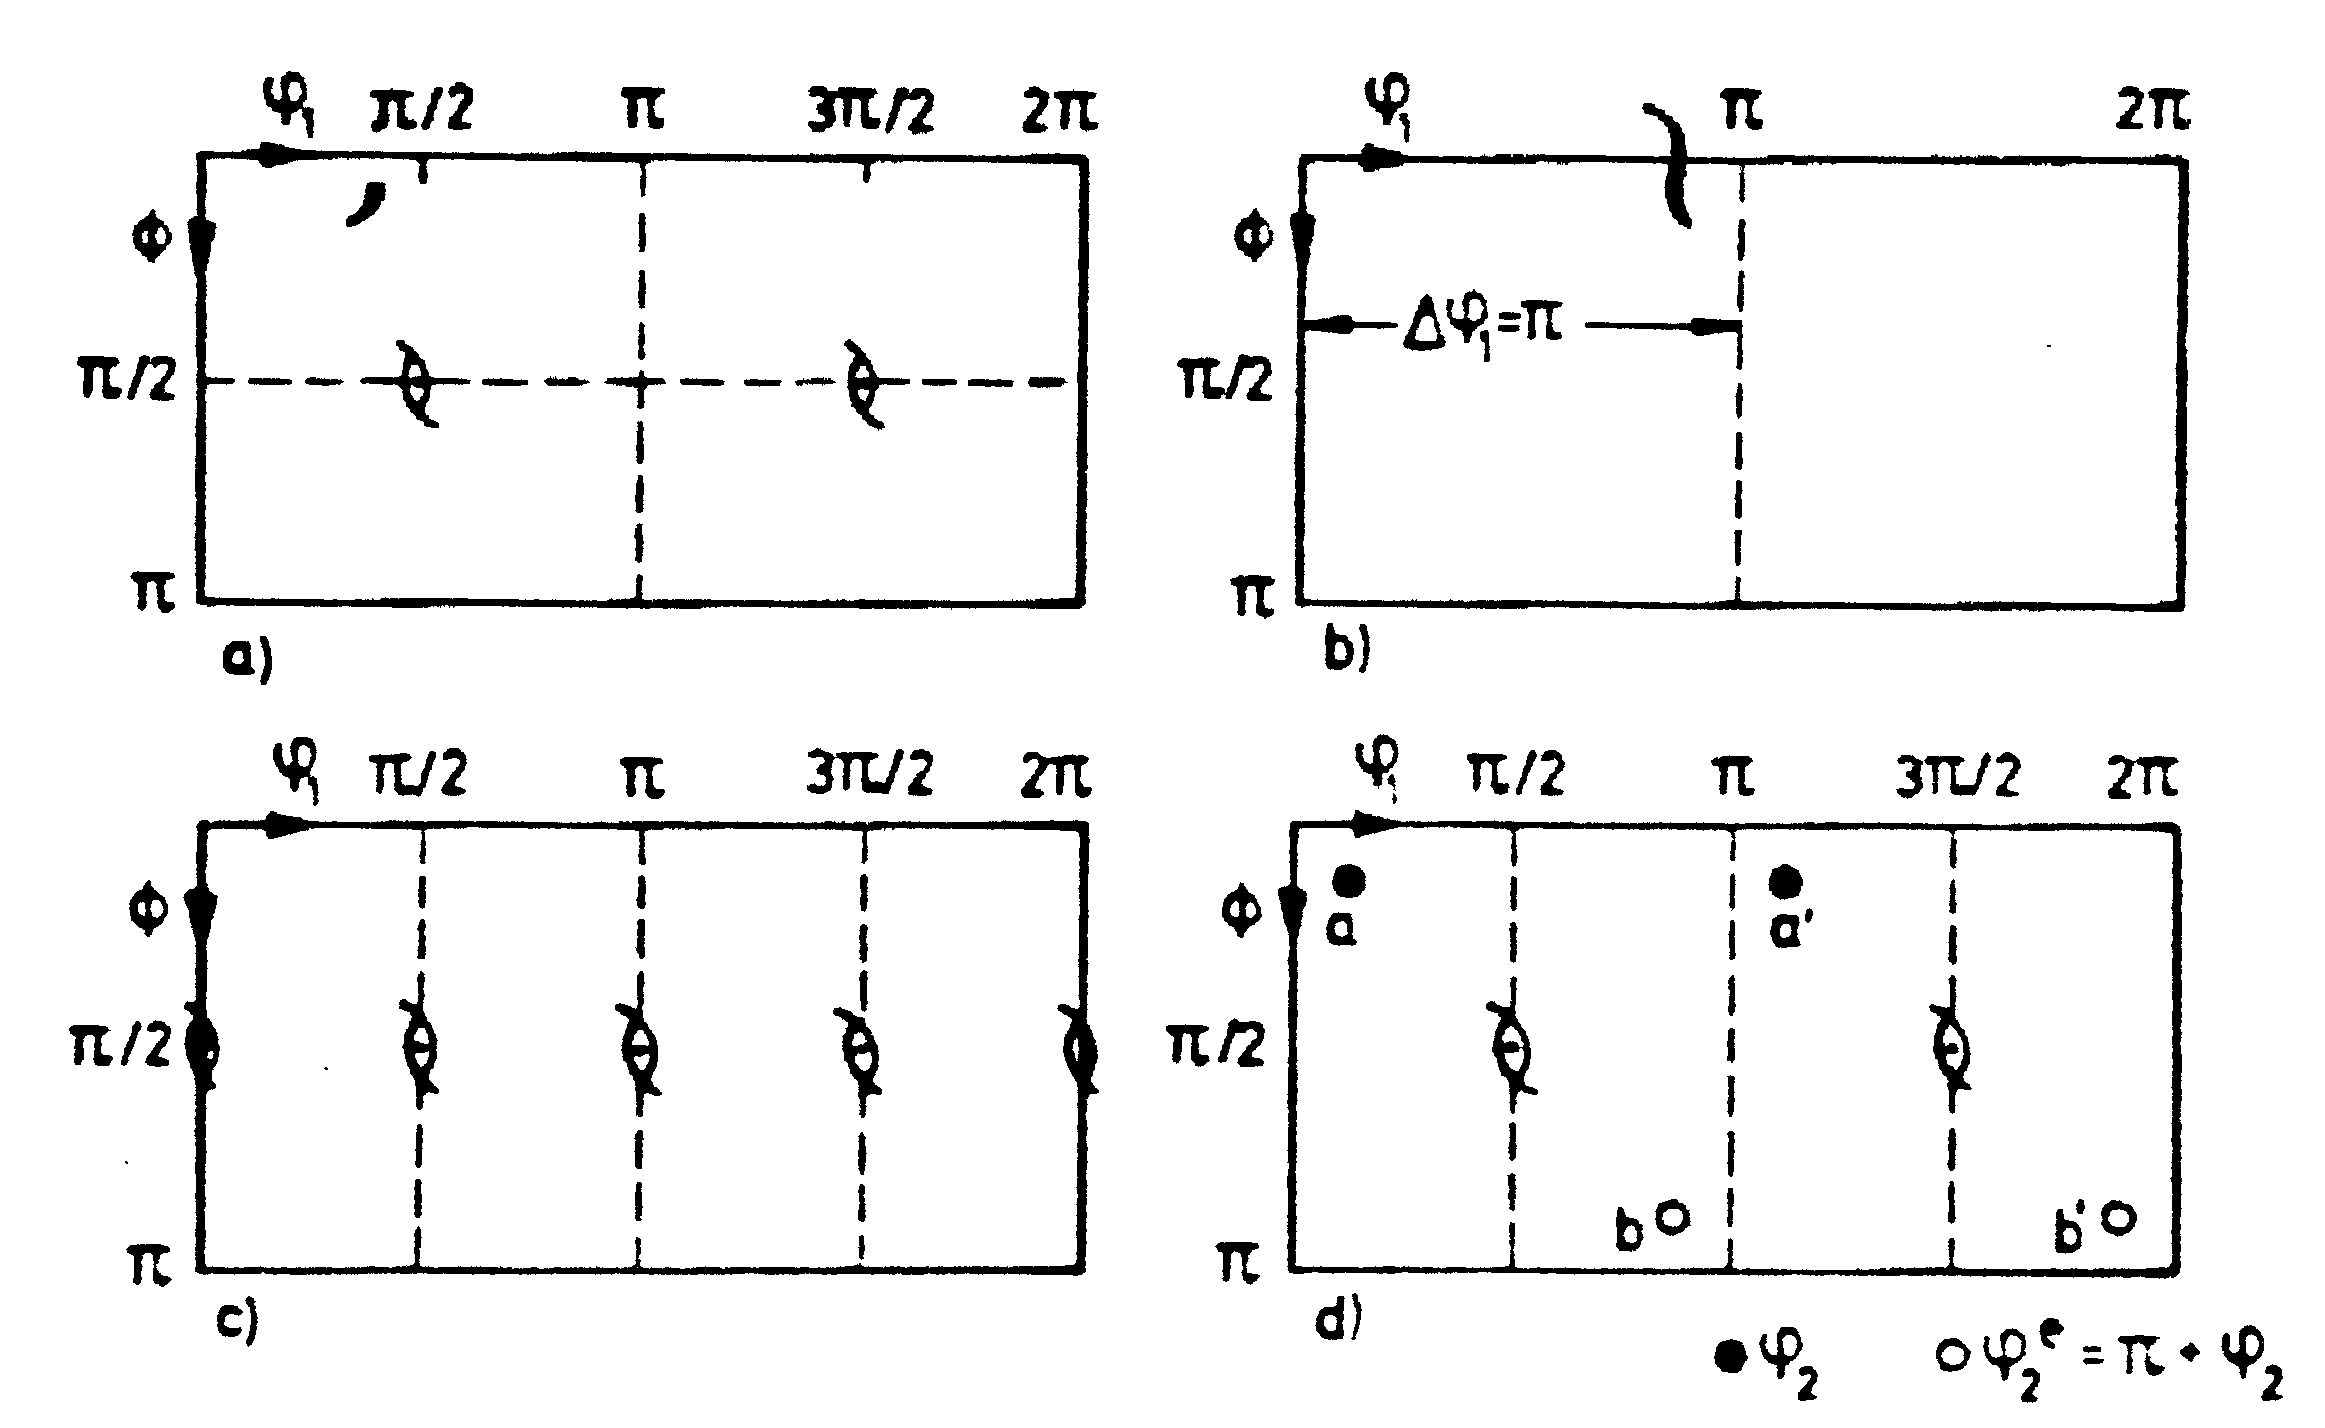 φ₁ π/2 π 3π/2 2π
Φ
π/2
π
a)
φ₁ π 2π
Φ
Δφ₁=π
π/2
π
b)
φ₁ π/2 π 3π/2 2π
Φ
π/2
π
c)
φ₁ π/2 π 3π/2 2π
Φ
a a'
π/2
b b'
π
d)
● φ₂ ○ φ₂ᵉ = π + φ₂